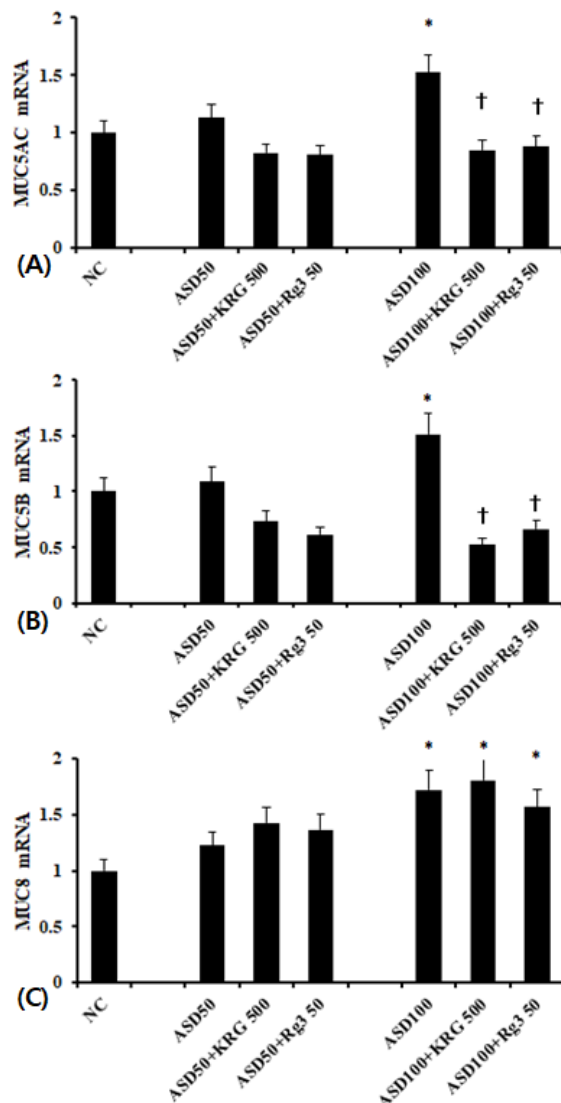 2
1.5
1
0.5
0
MUC5AC mRNA
*
†
†
(A)
NC
ASD50
ASD50+KRG 500
ASD50+Rg3 50
ASD100
ASD100+KRG 500
ASD100+Rg3 50
2
1.5
1
0.5
0
MUC5B mRNA
*
†
†
(B)
NC
ASD50
ASD50+KRG 500
ASD50+Rg3 50
ASD100
ASD100+KRG 500
ASD100+Rg3 50
2
1.5
1
0.5
0
MUC8 mRNA
*
*
*
(C)
NC
ASD50
ASD50+KRG 500
ASD50+Rg3 50
ASD100
ASD100+KRG 500
ASD100+Rg3 50